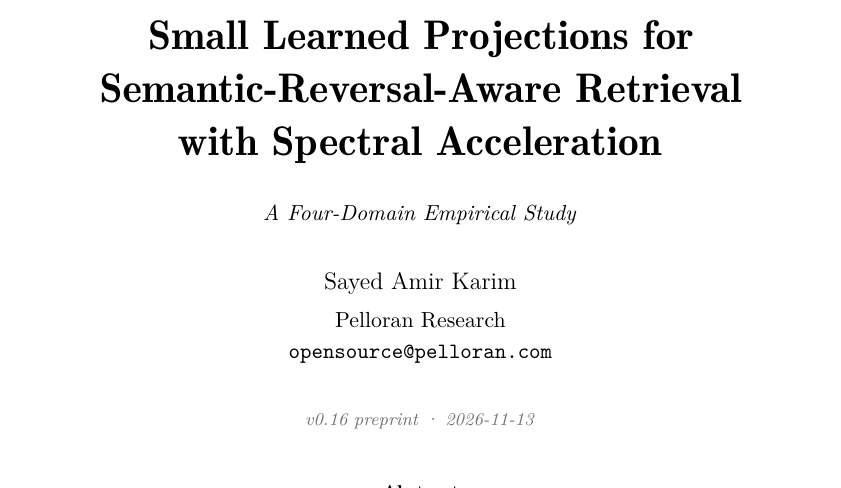 Small Learned Projections for
Semantic-Reversal-Aware Retrieval
with Spectral Acceleration
A Four-Domain Empirical Study
Sayed Amir Karim
Pelloran Research
opensource@pelloran.com
v0.16 preprint · 2026-11-13